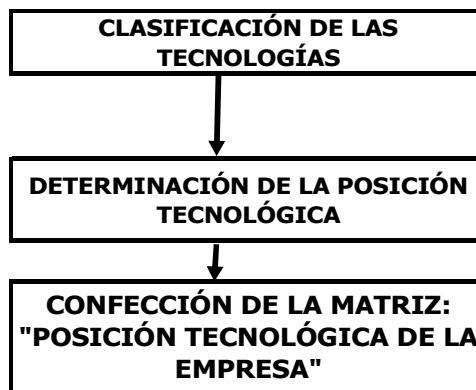 CLASIFICACIÓN DE LAS
TECNOLOGÍAS
DETERMINACIÓN DE LA POSICIÓN
TECNOLÓGICA
CONFECCIÓN DE LA MATRIZ:
"POSICIÓN TECNOLÓGICA DE LA
EMPRESA"